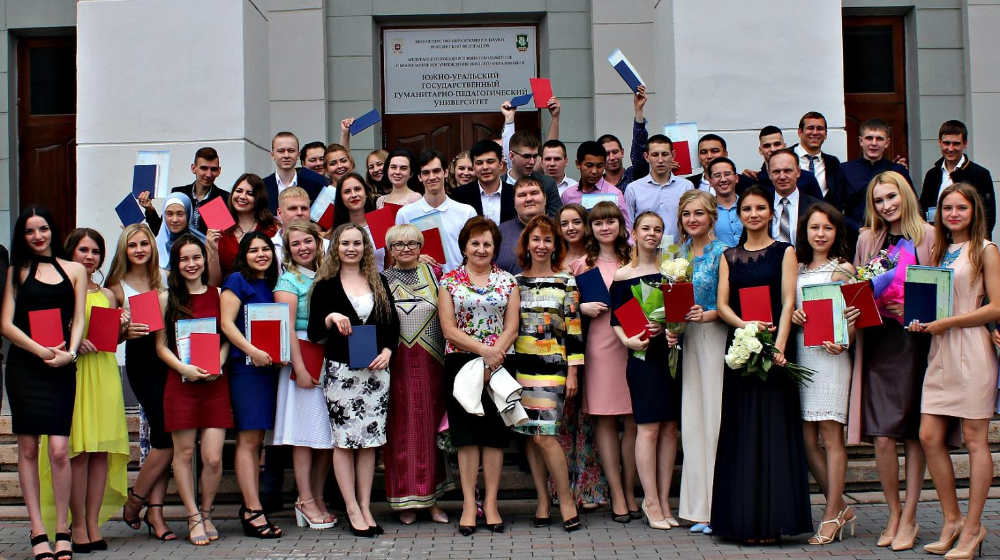 МИНИСТЕРСТВО ОБРАЗОВАНИЯ И НАУКИ
РОССИЙСКОЙ ФЕДЕРАЦИИ
ФЕДЕРАЛЬНОЕ ГОСУДАРСТВЕННОЕ БЮДЖЕТНОЕ
ОБРАЗОВАТЕЛЬНОЕ УЧРЕЖДЕНИЕ ВЫСШЕГО ОБРАЗОВАНИЯ
ЮЖНО-УРАЛЬСКИЙ
ГОСУДАРСТВЕННЫЙ
ГУМАНИТАРНО-ПЕДАГОГИЧЕСКИЙ
УНИВЕРСИТЕТ